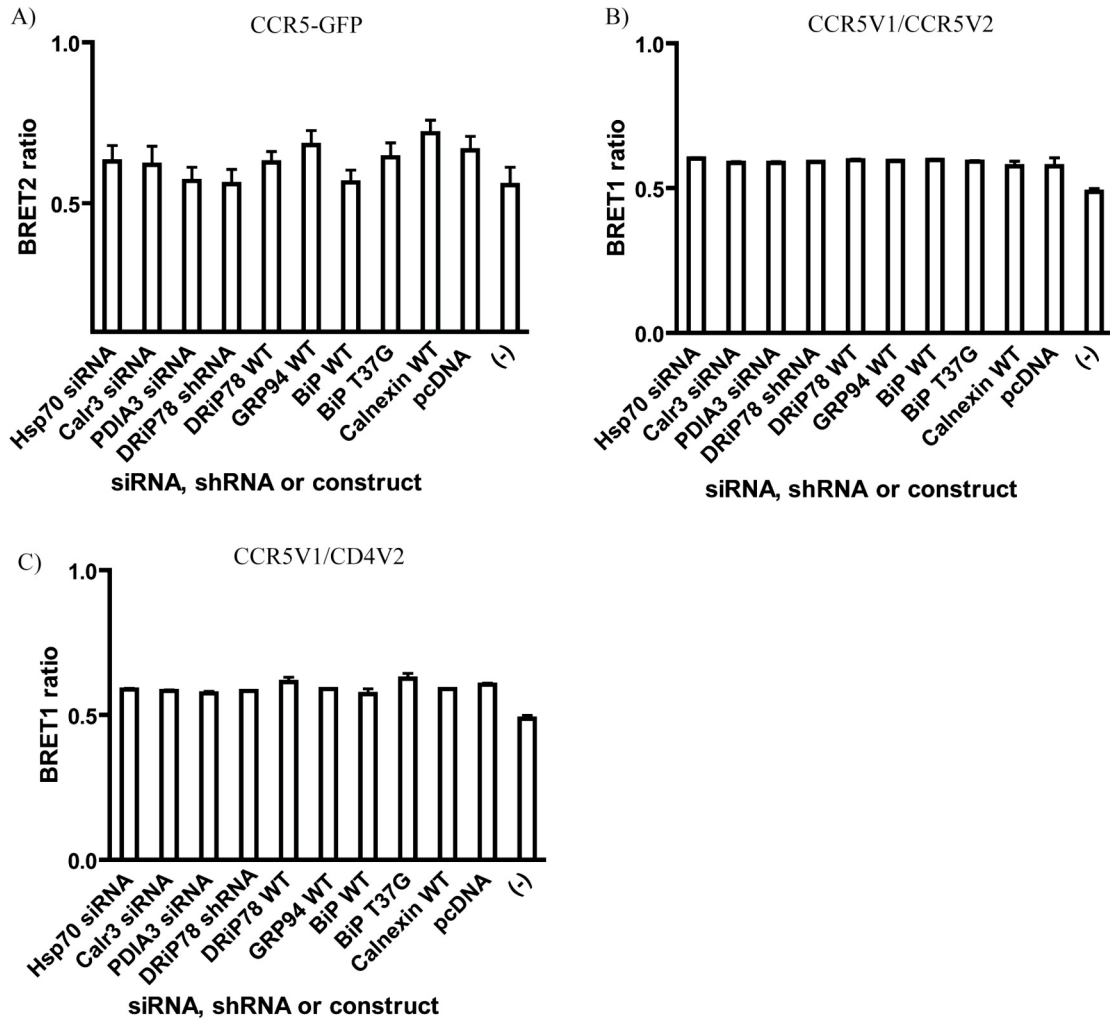 A)
CCR5-GFP
1.0
0.5
BRET2 ratio
Hsp70 siRNA
Calr3 siRNA
PDIA3 siRNA
DRiP78 shRNA
DRiP78 WT
GRP94 WT
BiP WT
BiP T37G
Calnexin WT
pcDNA
(-)
siRNA, shRNA or construct
B)
CCR5V1/CCR5V2
1.0
0.5
0.0
BRET1 ratio
Hsp70 siRNA
Calr3 siRNA
PDIA3 siRNA
DRiP78 shRNA
DRiP78 WT
GRP94 WT
BiP WT
BiP T37G
Calnexin WT
pcDNA
(-)
siRNA, shRNA or construct
C)
CCR5V1/CD4V2
1.0
0.5
0.0
BRET1 ratio
Hsp70 siRNA
Calr3 siRNA
PDIA3 siRNA
DRiP78 shRNA
DRiP78 WT
GRP94 WT
BiP WT
BiP T37G
Calnexin WT
pcDNA
(-)
siRNA, shRNA or construct